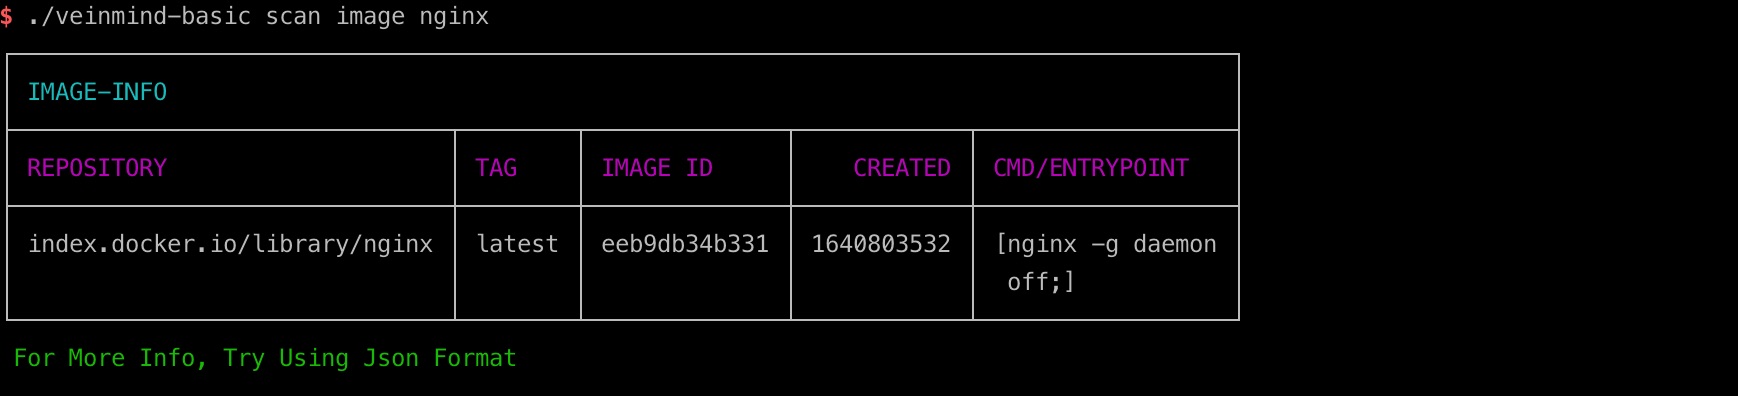 $ ./veinmind-basic scan image nginx
IMAGE-INFO
REPOSITORY TAG IMAGE ID CREATED CMD/ENTRYPOINT
index.docker.io/library/nginx latest eeb9db34b331 1640803532 [nginx -g daemon
off;]
For More Info, Try Using Json Format